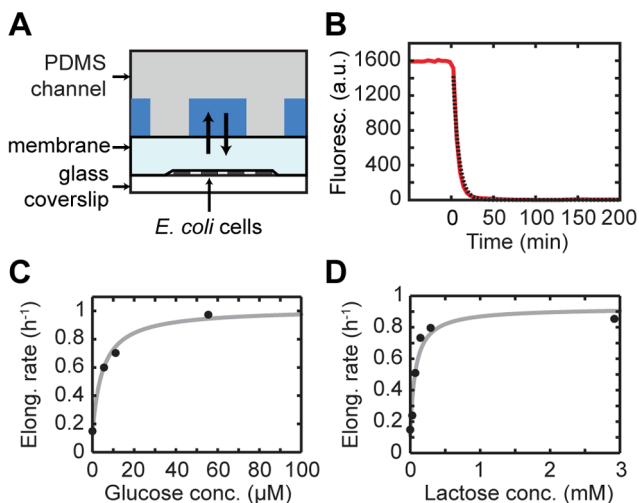 A
PDMS
channel
membrane
glass
coverslip
E. coli cells
B
Fluoresc. (a.u.)
1600
1200
800
400
0
0 50 100 150 200
Time (min)
C
Elong. rate (h⁻¹)
1
0.8
0.6
0.4
0.2
0 20 40 60 80 100
Glucose conc. (µM)
D
Elong. rate (h⁻¹)
1
0.8
0.6
0.4
0.2
0
0 1 2 3
Lactose conc. (mM)